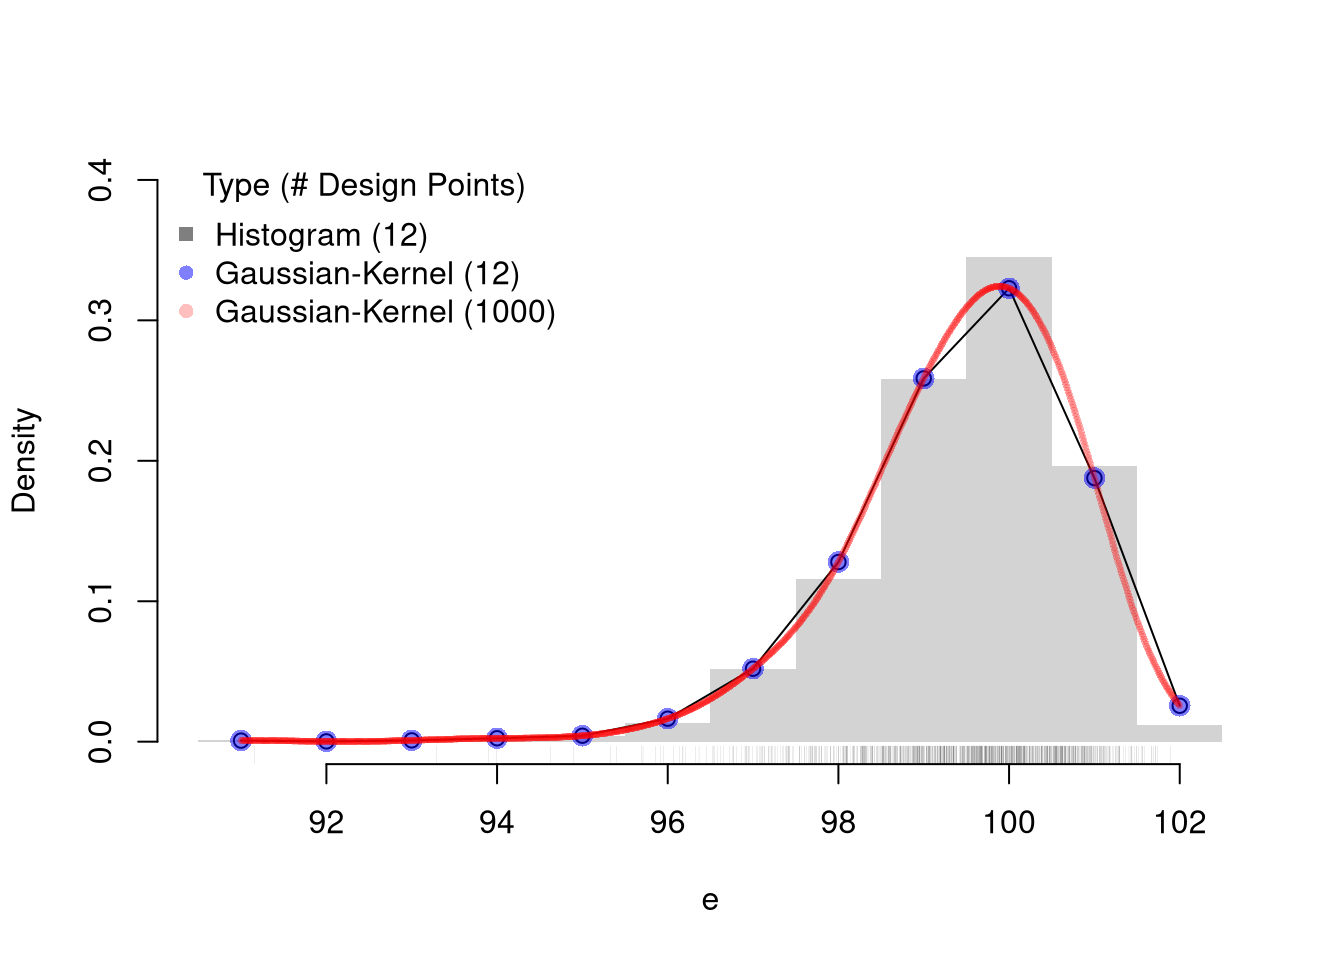 Type (# Design Points)
Histogram (12)
Gaussian-Kernel (12)
Gaussian-Kernel (1000)
Density
0.4
0.3
0.2
0.1
0.0
92 94 96 98 100 102
e